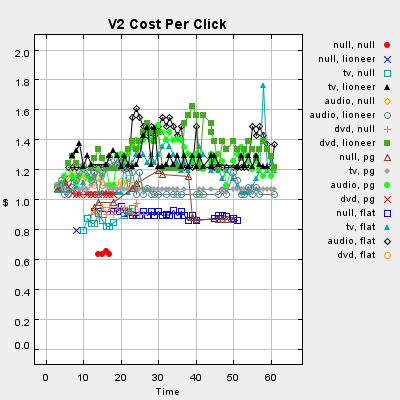 V2 Cost Per Click
2.0
1.8
1.6
1.4
1.2
1.0
0.8
0.6
0.4
0.2
0.0
$
0 10 20 30 40 50 60
Time
null, null
null, lioneer
tv, null
tv, lioneer
audio, null
audio, lioneer
dvd, null
dvd, lioneer
null, pg
tv, pg
audio, pg
dvd, pg
null, flat
tv, flat
audio, flat
dvd, flat